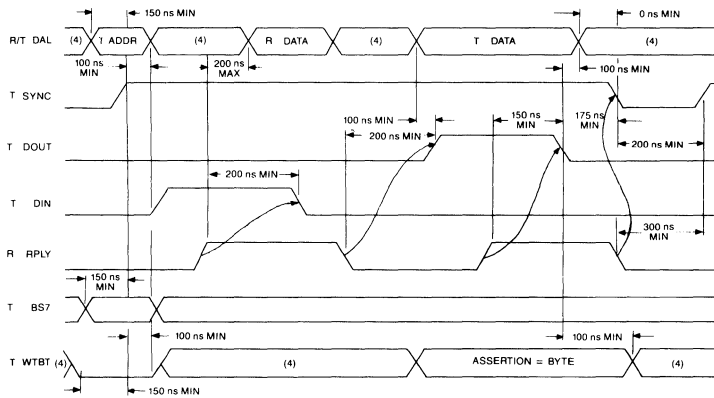 150 ns MIN
0 ns MIN
R/T DAL (4) T ADDR (4) R DATA (4) T DATA (4)
100 ns MIN
200 ns MAX
100 ns MIN
T SYNC
100 ns MIN
150 ns MIN
175 ns MIN
200 ns MIN
200 ns MIN
T DOUT
200 ns MIN
T DIN
300 ns MIN
R RPLY
150 ns MIN
T BS7
100 ns MIN
100 ns MIN
T WTBT (4) (4) ASSERTION = BYTE (4)
150 ns MIN